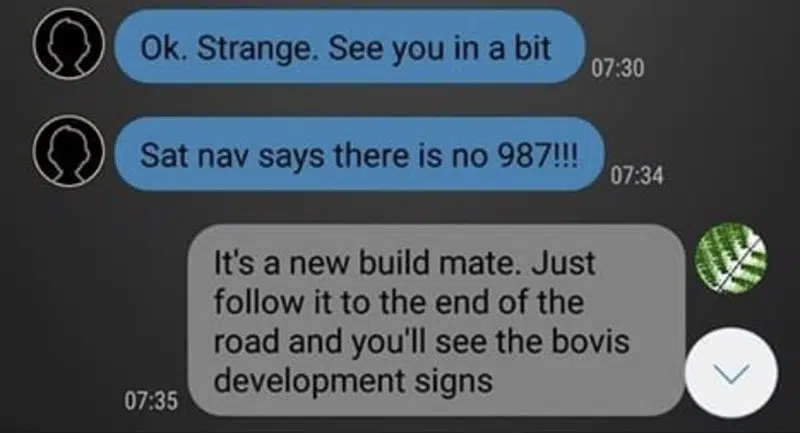 Ok. Strange. See you in a bit
07:30
Sat nav says there is no 987!!!
07:34
It's a new build mate. Just
follow it to the end of the
road and you'll see the bovis
development signs
07:35